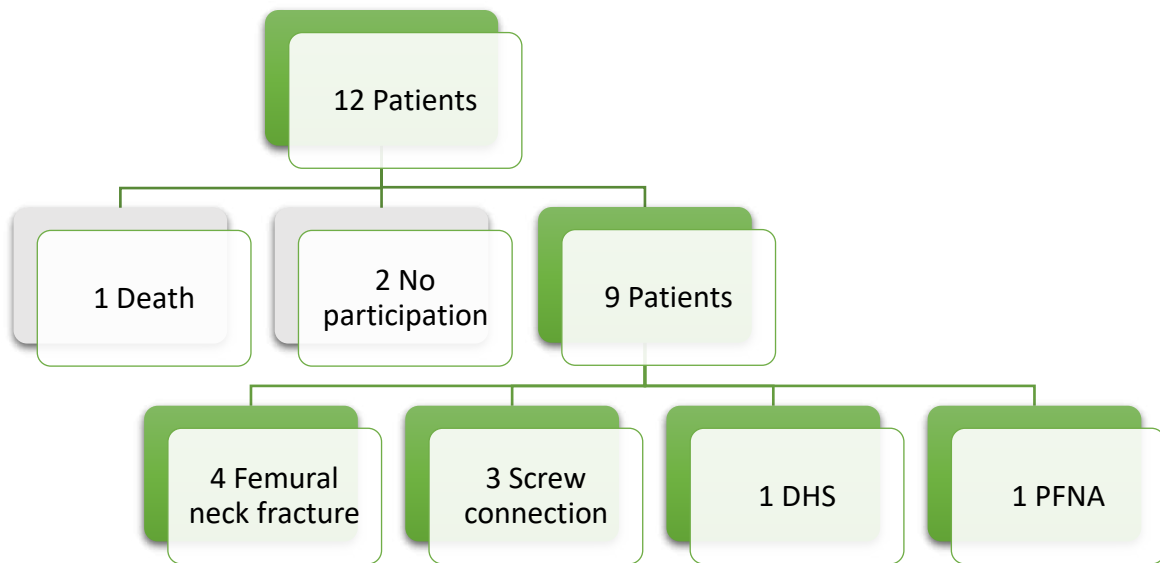 12 Patients
1 Death
2 No
participation
9 Patients
4 Femural
neck fracture
3 Screw
connection
1 DHS
1 PFNA